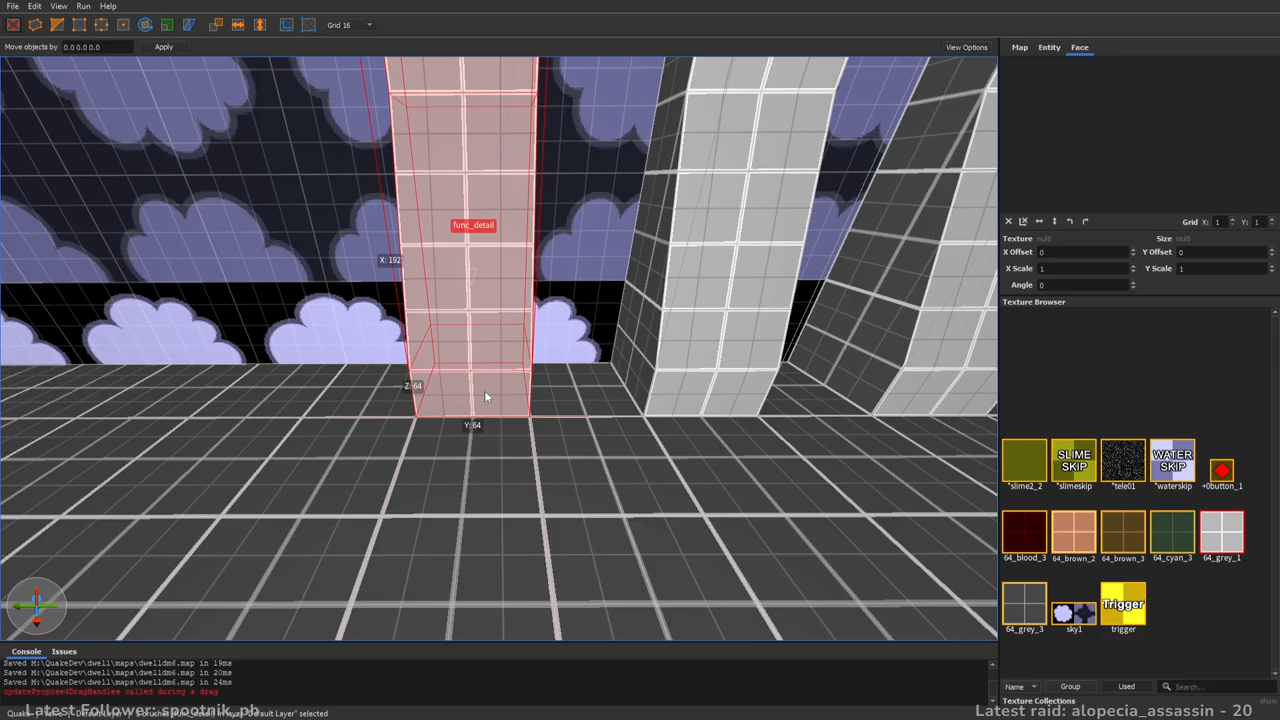 File Edit View Run Help
Grid 16
Move objects by 0.0 0.0 0.0 Apply
View Options
Map Entity Face
func_detail
X: 192
Z: 64
Y: 64
Grid X: 1 Y: 1
Texture multi Size multi
X Offset 0 Y Offset 0
X Scale 1 Y Scale 1
Angle 0
Texture Browser
SLIME SKIP
WATER SKIP
*slime2_2 *slimeskip *tele01 *waterskip +0button_1
64_blood_3 64_brown_2 64_brown_3 64_cyan_3 64_grey_1
Trigger
64_grey_3 sky1 trigger
Console Issues
Saved M:\QuakeDev\dwell\maps\dwelldm6.map in 19ms
Saved M:\QuakeDev\dwell\maps\dwelldm6.map in 20ms
Saved M:\QuakeDev\dwell\maps\dwelldm6.map in 24ms
updateProposedDragHandles called during a drag
Name Group Used Search...
Texture Collections show
Latest Follower: spootnik_ph
Latest raid: alopecia_assassin - 20